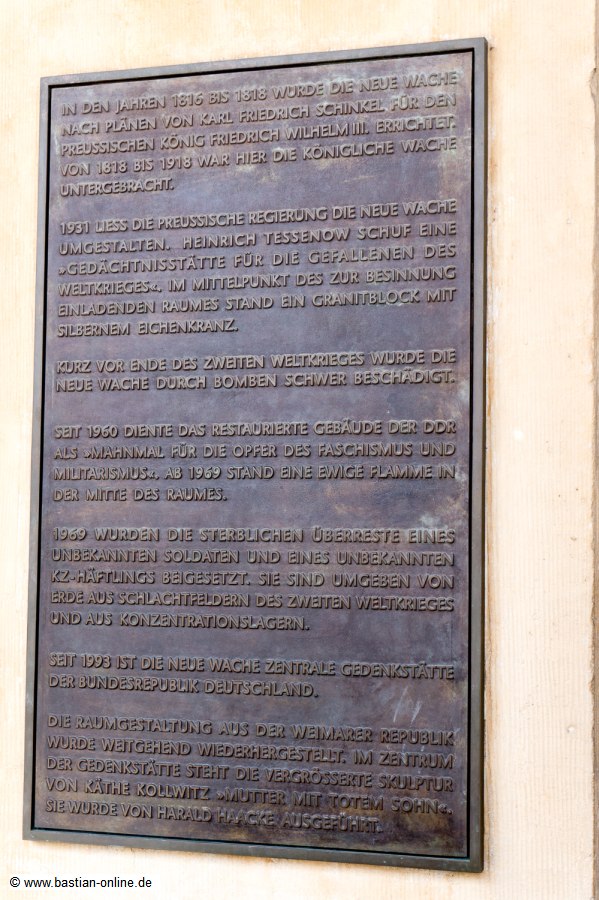 IN DEN JAHREN 1816 BIS 1818 WURDE DIE NEUE WACHE
NACH PLÄNEN VON KARL FRIEDRICH SCHINKEL FÜR DEN
PREUSSISCHEN KÖNIG FRIEDRICH WILHELM III. ERRICHTET.
VON 1818 BIS 1918 WAR HIER DIE KÖNIGLICHE WACHE
UNTERGEBRACHT.
1931 LIESS DIE PREUSSISCHE REGIERUNG DIE NEUE WACHE
UMGESTALTEN. HEINRICH TESSENOW SCHUF EINE
»GEDÄCHTNISSTÄTTE FÜR DIE GEFALLENEN DES
WELTKRIEGES«. IM MITTELPUNKT DES ZUR BESINNUNG
EINLADENDEN RAUMES STAND EIN GRANITBLOCK MIT
SILBERNEM EICHENKRANZ.
KURZ VOR ENDE DES ZWEITEN WELTKRIEGES WURDE DIE
NEUE WACHE DURCH BOMBEN SCHWER BESCHÄDIGT.
SEIT 1960 DIENTE DAS RESTAURIERTE GEBÄUDE DER DDR
ALS »MAHNMAL FÜR DIE OPFER DES FASCHISMUS UND
MILITARISMUS«. AB 1969 STAND EINE EWIGE FLAMME IN
DER MITTE DES RAUMES.
1969 WURDEN DIE STERBLICHEN ÜBERRESTE EINES
UNBEKANNTEN SOLDATEN UND EINES UNBEKANNTEN
KZ-HÄFTLINGS BEIGESETZT. SIE SIND UMGEBEN VON
ERDE AUS SCHLACHTFELDERN DES ZWEITEN WELTKRIEGES
UND AUS KONZENTRATIONSLAGERN.
SEIT 1993 IST DIE NEUE WACHE ZENTRALE GEDENKSTÄTTE
DER BUNDESREPUBLIK DEUTSCHLAND.
DIE RAUMGESTALTUNG AUS DER WEIMARER REPUBLIK
WURDE WEITGEHEND WIEDERHERGESTELLT. IM ZENTRUM
DER GEDENKSTÄTTE STEHT DIE VERGRÖSSERTE SKULPTUR
VON KÄTHE KOLLWITZ »MUTTER MIT TOTEM SOHN«.
SIE WURDE VON HARALD HAACKE AUSGEFÜHRT.
© www.bastian-online.de